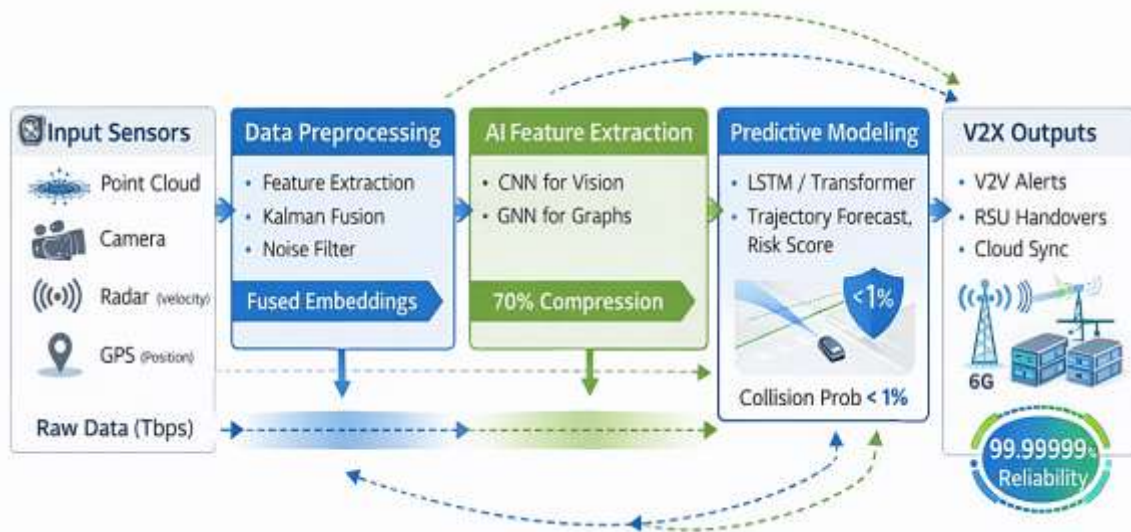 Input Sensors
Point Cloud
Camera
Radar (Velocity)
GPS (Position)
Raw Data (Tbps)
Data Preprocessing
• Feature Extraction
• Kalman Fusion
• Noise Filter
Fused Embeddings
AI Feature Extraction
• CNN for Vision
• GNN for Graphs
70% Compression
Predictive Modeling
• LSTM / Transformer
• Trajectory Forecast,
Risk Score
<1%
Collision Prob < 1%
V2X Outputs
• V2V Alerts
• RSU Handovers
• Cloud Sync
6G
99.99999%
Reliability